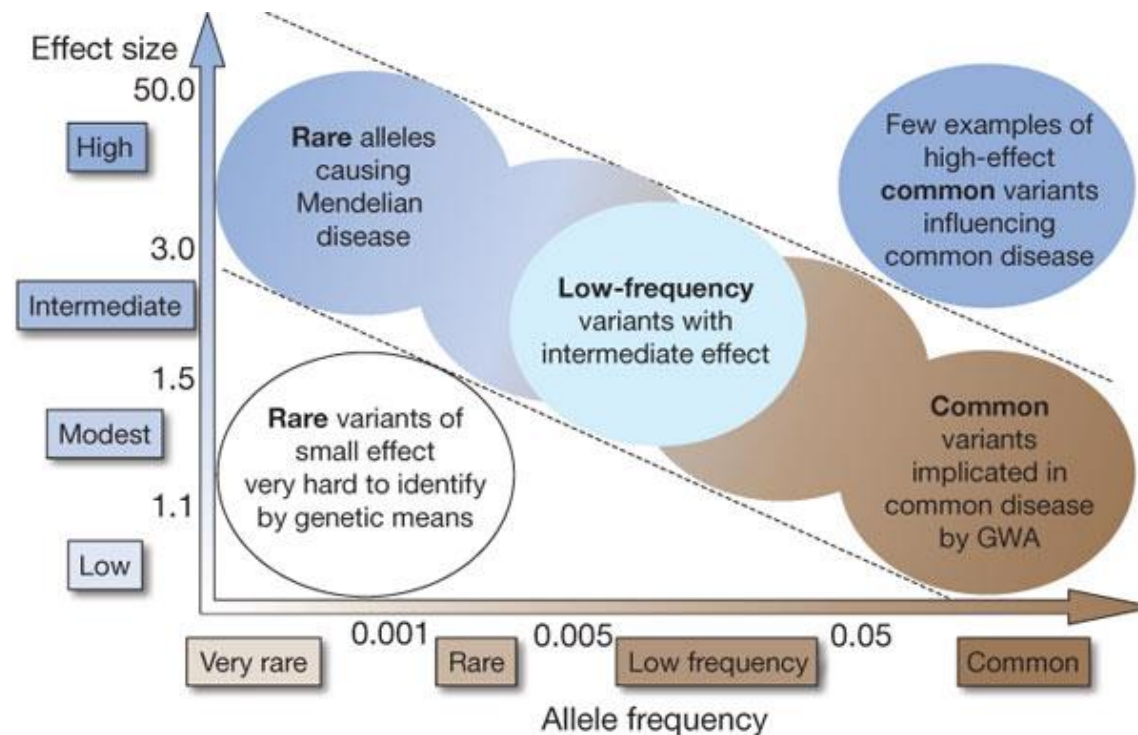 Effect size
50.0
High
3.0
Intermediate
1.5
Modest
1.1
Low
Rare alleles
causing
Mendelian
disease
Few examples of
high-effect
common variants
influencing
common disease
Low-frequency
variants with
intermediate effect
Rare variants of
small effect
very hard to identify
by genetic means
Common
variants
implicated in
common disease
by GWA
0.001
0.005
0.05
Very rare
Rare
Low frequency
Common
Allele frequency